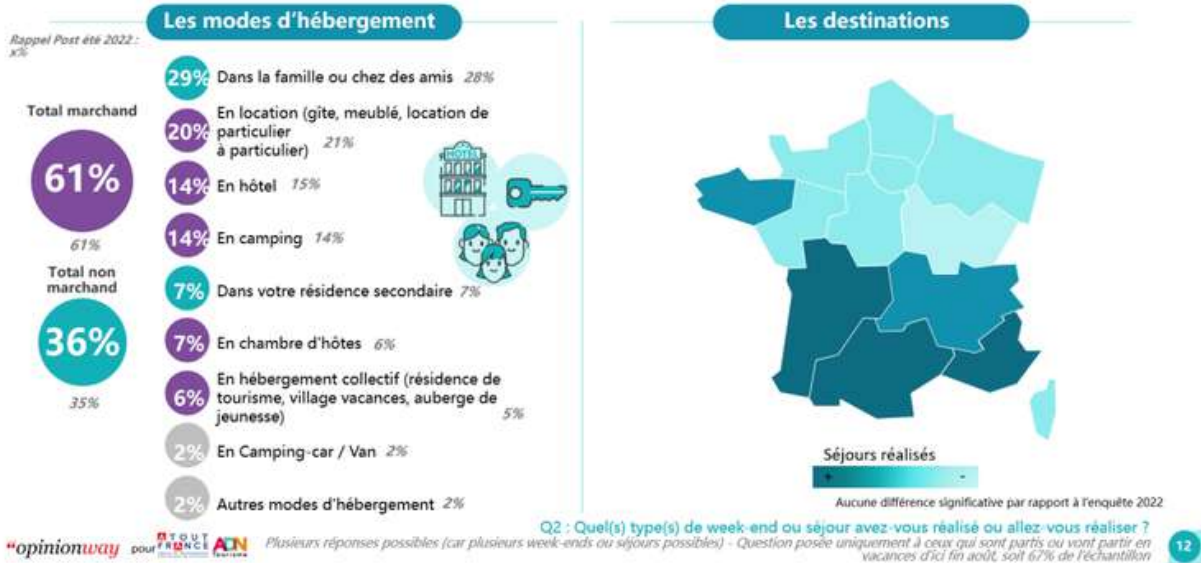 Les modes d'hébergement
Les destinations
Rappel Post été 2022 :
x%
Total marchand
61%
61%
Total non
marchand
36%
35%
29% Dans la famille ou chez des amis 28%
20% En location (gîte, meublé, location de
particulier
à particulier) 21%
14% En hôtel 15%
14% En camping 14%
7% Dans votre résidence secondaire 7%
7% En chambre d'hôtes 6%
6% En hébergement collectif (résidence de
tourisme, village vacances, auberge de
jeunesse) 5%
2% En Camping-car / Van 2%
2% Autres modes d'hébergement 2%
HOTEL
Séjours réalisés
+ -
Aucune différence significative par rapport à l'enquête 2022
Q2 : Quel(s) type(s) de week-end ou séjour avez-vous réalisé ou allez-vous réaliser ?
Plusieurs réponses possibles (car plusieurs week-ends ou séjours possibles) - Question posée uniquement à ceux qui sont partis ou vont partir en
vacances d'ici fin août, soit 67% de l'échantillon
“opinionway pour ATOUT FRANCE ADN
12